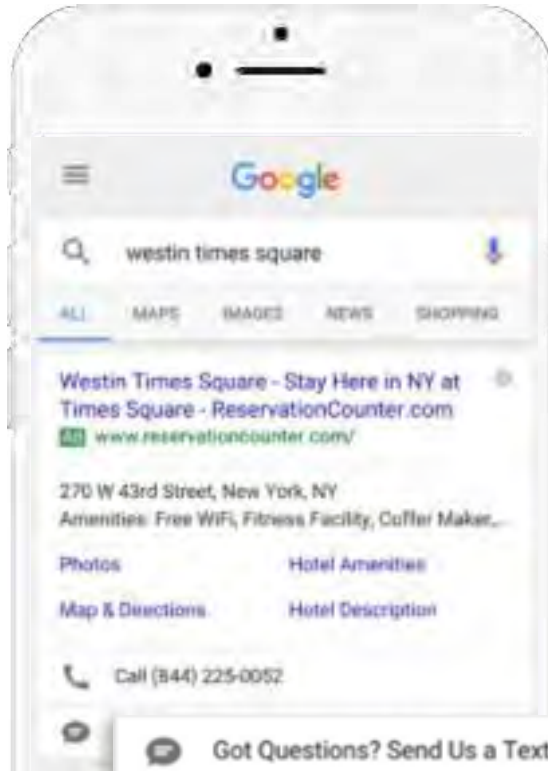 Google
westin times square
ALL MAPS IMAGES NEWS SHOPPING
Westin Times Square - Stay Here in NY at
Times Square - ReservationCounter.com
Ad www.reservationcounter.com/
270 W 43rd Street, New York, NY
Amenities: Free WiFi, Fitness Facility, Coffer Maker,...
Photos Hotel Amenities
Map & Directions Hotel Description
Call (844) 225-0052
Got Questions? Send Us a Text